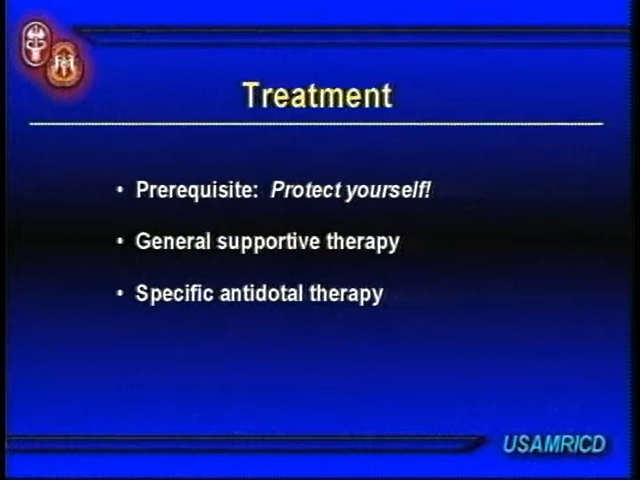 Treatment
• Prerequisite: Protect yourself!
• General supportive therapy
• Specific antidotal therapy
USAMRICD